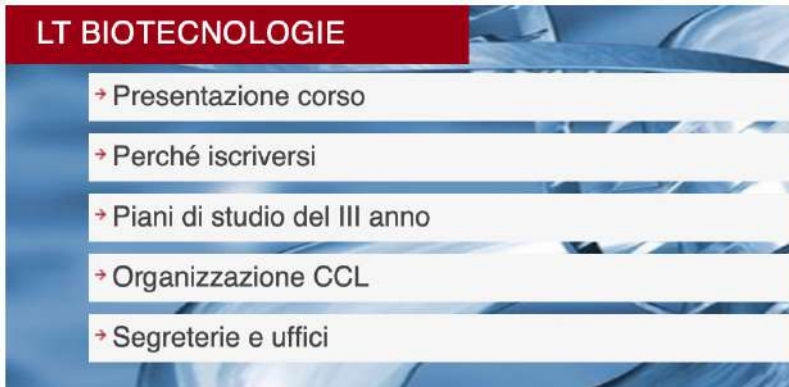 LT BIOTECNOLOGIE
→ Presentazione corso
→ Perché iscriversi
→ Piani di studio del III anno
→ Organizzazione CCL
→ Segreterie e uffici